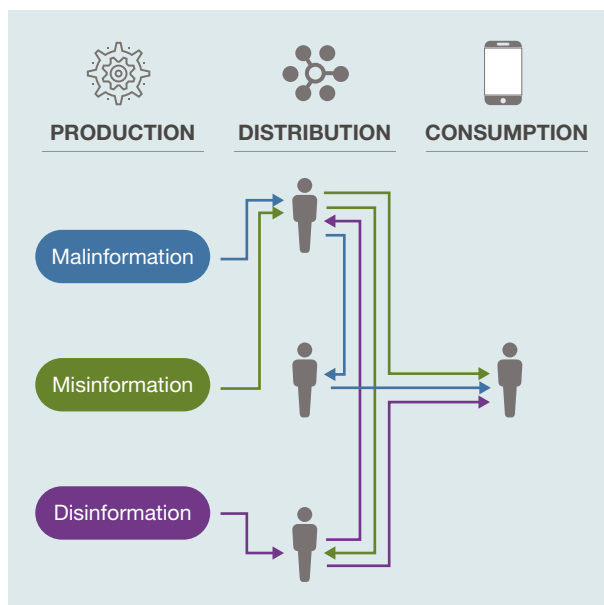 PRODUCTION
DISTRIBUTION
CONSUMPTION
Malinformation
Misinformation
Disinformation